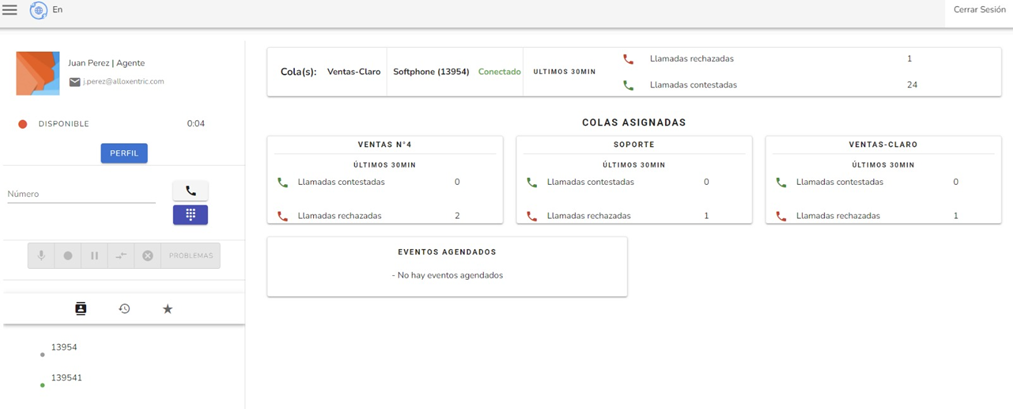 En
Cerrar Sesión
Juan Perez | Agente
j.perez@alloxentric.com
DISPONIBLE 0:04
PERFIL
Número
PROBLEMAS
13954
139541
Cola(s): Ventas-Claro Softphone (13954) Conectado ULTIMOS 30MIN
Llamadas rechazadas 1
Llamadas contestadas 24
COLAS ASIGNADAS
VENTAS N°4
ÚLTIMOS 30MIN
Llamadas contestadas 0
Llamadas rechazadas 2
SOPORTE
ÚLTIMOS 30MIN
Llamadas contestadas 0
Llamadas rechazadas 1
VENTAS-CLARO
ÚLTIMOS 30MIN
Llamadas contestadas 0
Llamadas rechazadas 1
EVENTOS AGENDADOS
- No hay eventos agendados